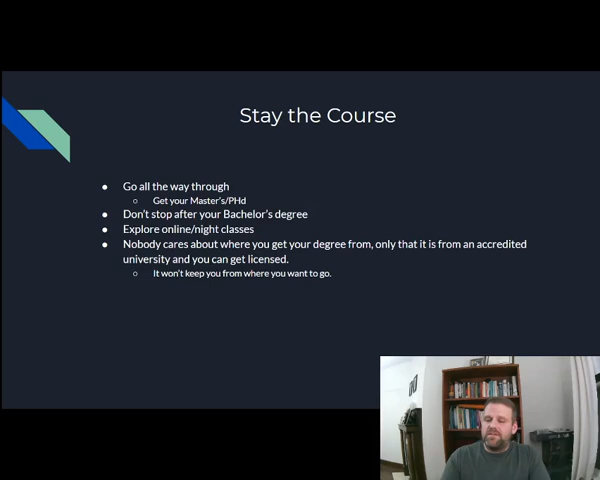 Stay the Course
● Go all the way through
○ Get your Master's/PHd
● Don't stop after your Bachelor's degree
● Explore online/night classes
● Nobody cares about where you get your degree from, only that it is from an accredited
university and you can get licensed.
○ It won't keep you from where you want to go.